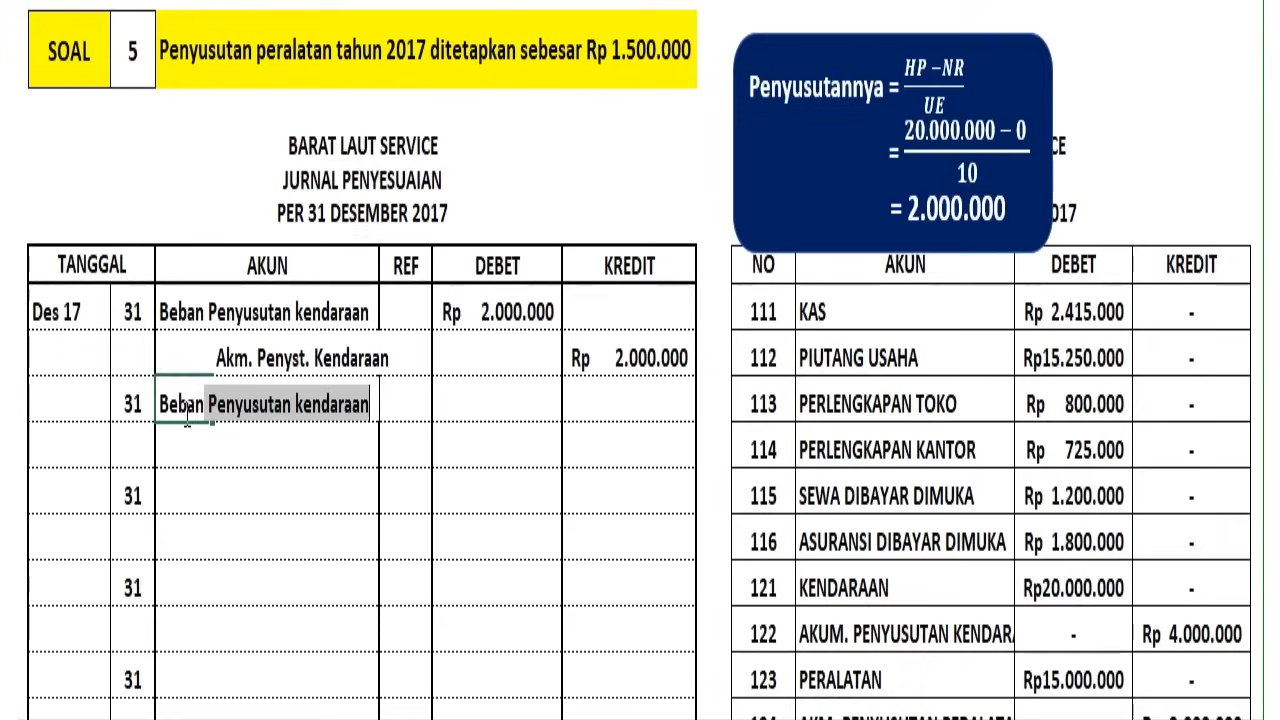 SOAL 5 Penyusutan peralatan tahun 2017 ditetapkan sebesar Rp 1.500.000
Penyusutannya = HP −NR
UE
= 20.000.000 − 0
10
= 2.000.000
BARAT LAUT SERVICE
JURNAL PENYESUAIAN
PER 31 DESEMBER 2017
TANGGAL AKUN REF DEBET KREDIT
Des 17 31 Beban Penyusutan kendaraan Rp 2.000.000
Akm. Penyst. Kendaraan Rp 2.000.000
31 Beban Penyusutan kendaraan
31
31
31
CE
017
NO AKUN DEBET KREDIT
111 KAS Rp 2.415.000 -
112 PIUTANG USAHA Rp15.250.000 -
113 PERLENGKAPAN TOKO Rp 800.000 -
114 PERLENGKAPAN KANTOR Rp 725.000 -
115 SEWA DIBAYAR DIMUKA Rp 1.200.000 -
116 ASURANSI DIBAYAR DIMUKA Rp 1.800.000 -
121 KENDARAAN Rp20.000.000 -
122 AKUM. PENYUSUTAN KENDARA - Rp 4.000.000
123 PERALATAN Rp15.000.000 -